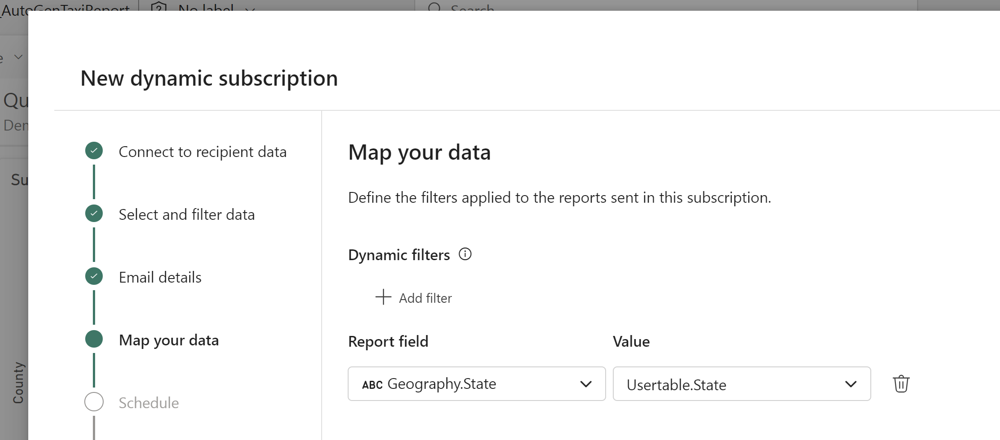 _AutoGenTaxiReport
No label
Search
e
Qu
Den
Su
County
New dynamic subscription
Connect to recipient data
Select and filter data
Email details
Map your data
Schedule
Map your data
Define the filters applied to the reports sent in this subscription.
Dynamic filters
Add filter
Report field Value
ABC Geography.State Usertable.State